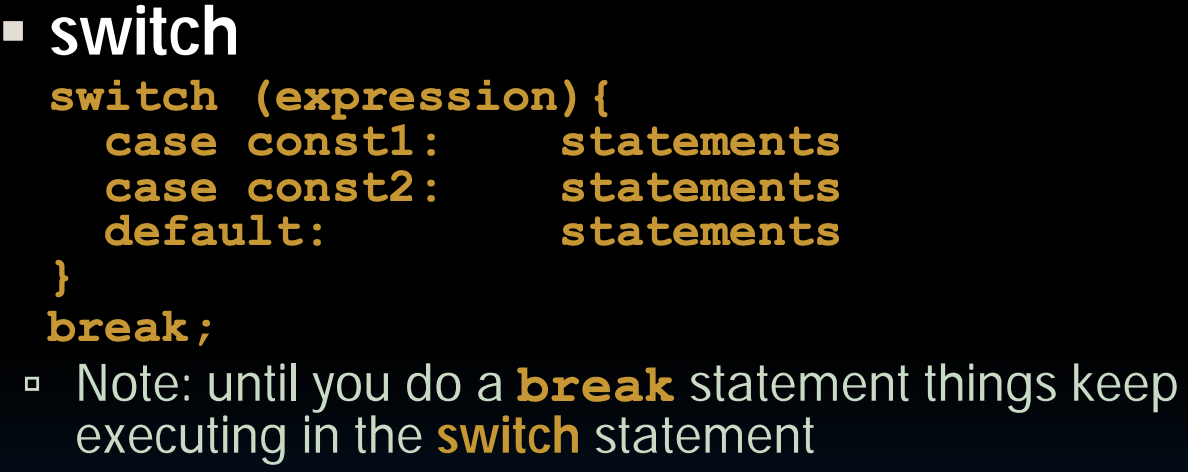 switch
switch (expression){
case const1: statements
case const2: statements
default: statements
}
break;
Note: until you do a break statement things keep
executing in the switch statement